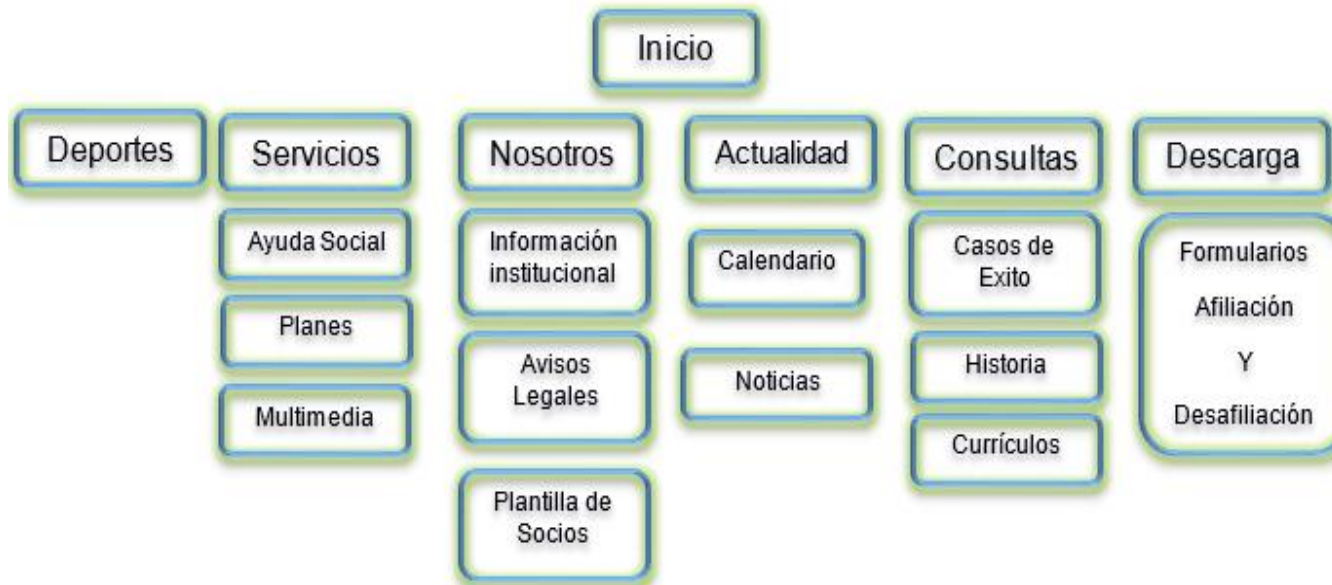 Inicio
Deportes
Servicios
Nosotros
Actualidad
Consultas
Descarga
Ayuda Social
Planes
Multimedia
Información
institucional
Avisos
Legales
Plantilla de
Socios
Calendario
Noticias
Casos de
Exito
Historia
Currículos
Formularios
Afiliación
Y
Desafiliación